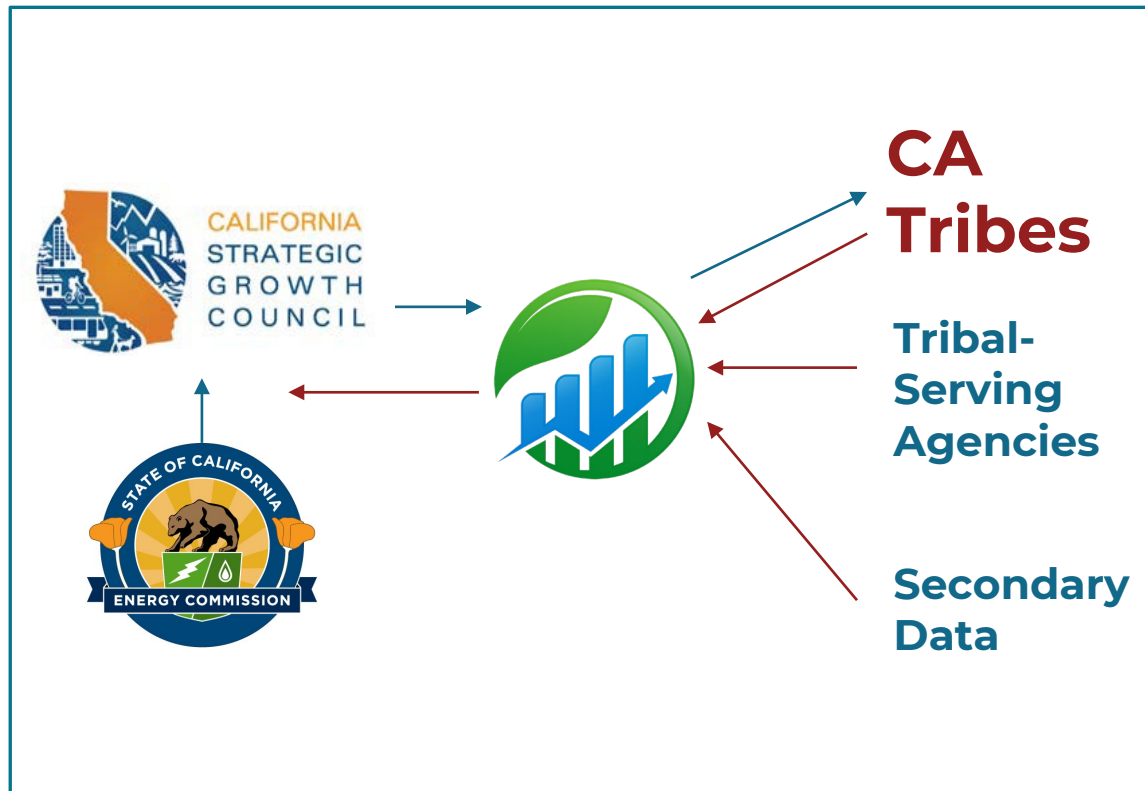 CALIFORNIA
STRATEGIC
GROWTH
COUNCIL
STATE OF CALIFORNIA
ENERGY COMMISSION
CA
Tribes
Tribal-
Serving
Agencies
Secondary
Data